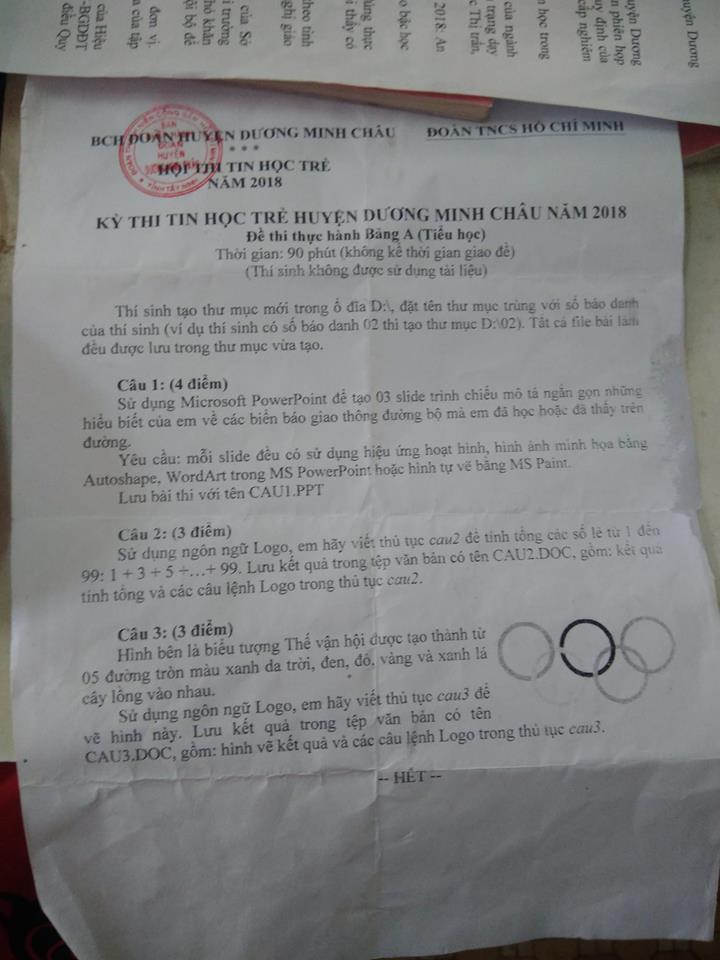 BCH ĐOÀN HUYỆN DƯƠNG MINH CHÂU
ĐOÀN TNCS HỒ CHÍ MINH
* * *
HỘI THI TIN HỌC TRẺ
NĂM 2018
KỲ THI TIN HỌC TRẺ HUYỆN DƯƠNG MINH CHÂU NĂM 2018
Đề thi thực hành Bảng A (Tiểu học)
Thời gian: 90 phút (không kể thời gian giao đề)
(Thí sinh không được sử dụng tài liệu)
Thí sinh tạo thư mục mới trong ổ đĩa D:\, đặt tên thư mục trùng với số báo danh
của thí sinh (ví dụ thí sinh có số báo danh 02 thì tạo thư mục D:\02). Tất cả file bài làm
đều được lưu trong thư mục vừa tạo.
Câu 1: (4 điểm)
Sử dụng Microsoft PowerPoint để tạo 03 slide trình chiếu mô tả ngắn gọn những
hiểu biết của em về các biển báo giao thông đường bộ mà em đã học hoặc đã thấy trên
đường.
Yêu cầu: mỗi slide đều có sử dụng hiệu ứng hoạt hình, hình ảnh minh họa bằng
Autoshape, WordArt trong MS PowerPoint hoặc hình tự vẽ bằng MS Paint.
Lưu bài thi với tên CAU1.PPT
Câu 2: (3 điểm)
Sử dụng ngôn ngữ Logo, em hãy viết thủ tục cau2 để tính tổng các số lẻ từ 1 đến
99: 1 + 3 + 5 +…+ 99. Lưu kết quả trong tệp văn bản có tên CAU2.DOC, gồm: kết quả
tính tổng và các câu lệnh Logo trong thủ tục cau2.
Câu 3: (3 điểm)
Hình bên là biểu tượng Thế vận hội được tạo thành từ
05 đường tròn màu xanh da trời, đen, đỏ, vàng và xanh lá
cây lồng vào nhau.
Sử dụng ngôn ngữ Logo, em hãy viết thủ tục cau3 để
vẽ hình này. Lưu kết quả trong tệp văn bản có tên
CAU3.DOC, gồm: hình vẽ kết quả và các câu lệnh Logo trong thủ tục cau3.
-- HẾT --